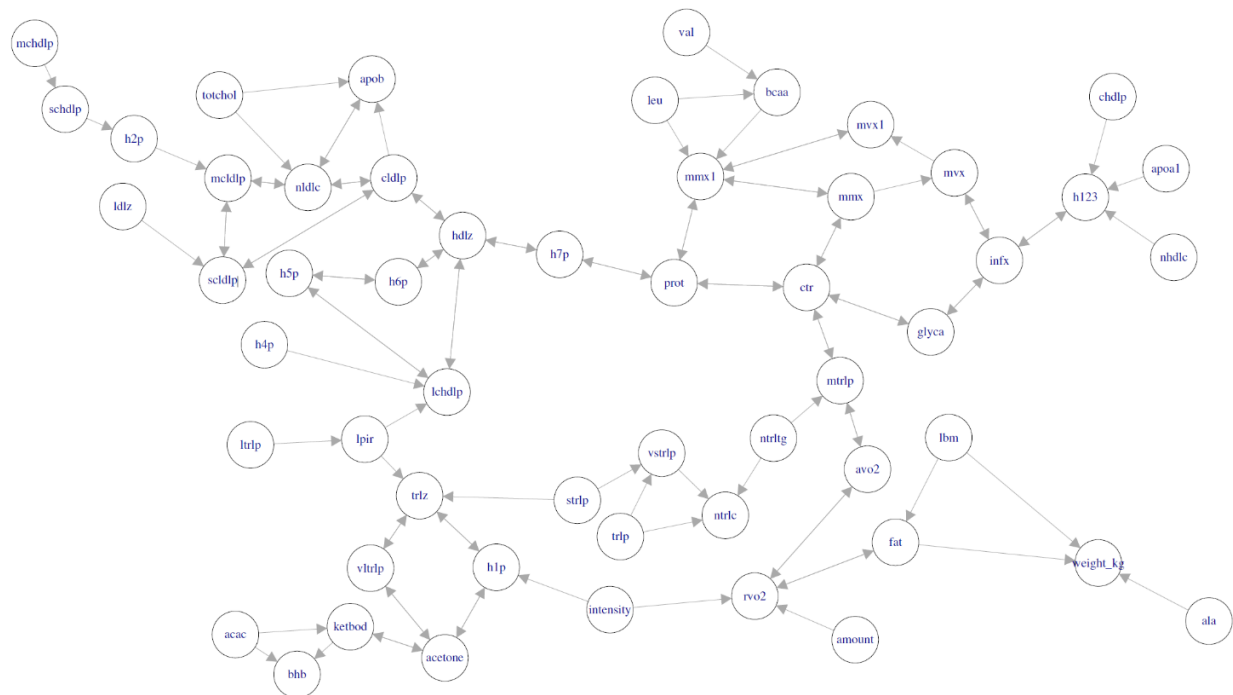 mchdlp
val
apob
totchol
bcaa
leu
chdlp
schdlp
mvx1
h2p
apoa1
mcldlp
nldlc
cldlp
mmx1
mmx
mvx
h123
ldlz
hdlz
h7p
infx
nhdlc
scldlp
h5p
h6p
prot
ctr
glyca
h4p
mtrlp
lchdlp
ltrlp
lpir
vstrlp
ntrltg
lbm
avo2
trlz
strlp
ntrlc
trlp
fat
vltrlp
h1p
weight_kg
rvo2
intensity
ala
acac
ketbod
amount
acetone
bhb